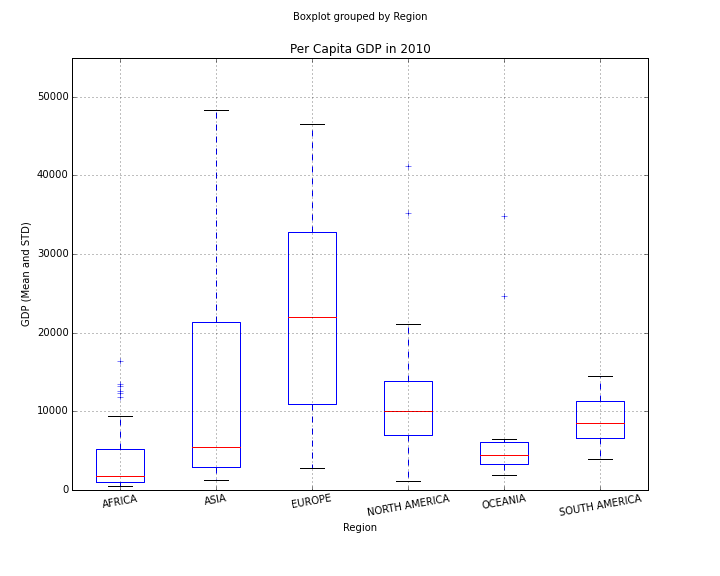 Boxplot grouped by Region
Per Capita GDP in 2010
GDP (Mean and STD)
50000
40000
30000
20000
10000
0
AFRICA ASIA EUROPE NORTH AMERICA OCEANIA SOUTH AMERICA
Region